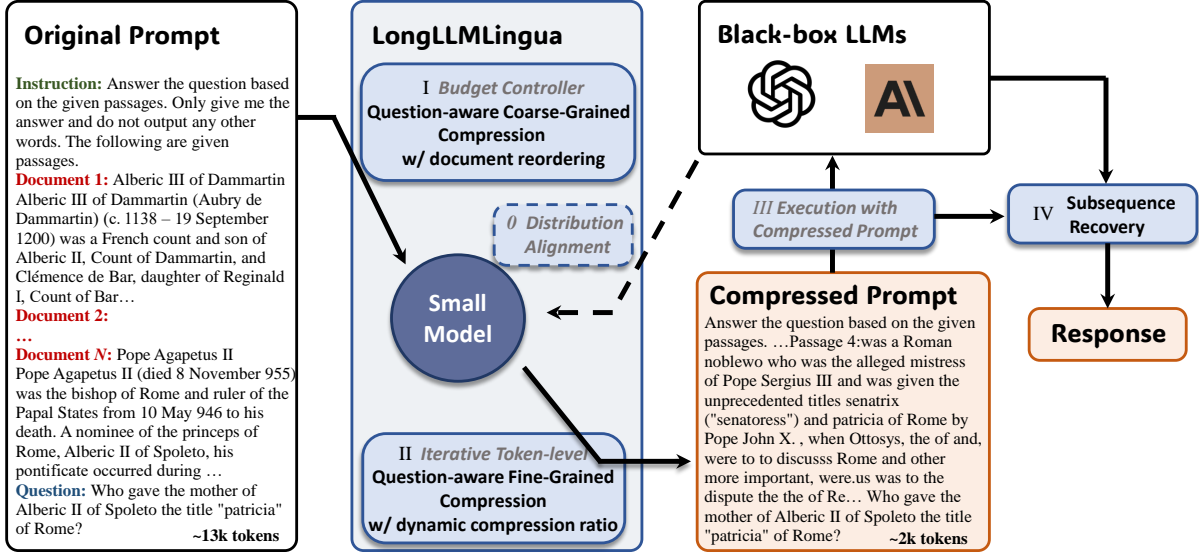 Original Prompt
Instruction: Answer the question based
on the given passages. Only give me the
answer and do not output any other
words. The following are given
passages.
Document 1: Alberic III of Dammartin
Alberic III of Dammartin (Aubry de
Dammartin) (c. 1138 – 19 September
1200) was a French count and son of
Alberic II, Count of Dammartin, and
Clémence de Bar, daughter of Reginald
I, Count of Bar…
Document 2:
…
Document N: Pope Agapetus II
Pope Agapetus II (died 8 November 955)
was the bishop of Rome and ruler of the
Papal States from 10 May 946 to his
death. A nominee of the princeps of
Rome, Alberic II of Spoleto, his
pontificate occurred during …
Question: Who gave the mother of
Alberic II of Spoleto the title "patricia"
of Rome?
~13k tokens
LongLLMLingua
I Budget Controller
Question-aware Coarse-Grained
Compression
w/ document reordering
0 Distribution
Alignment
Small
Model
II Iterative Token-level
Question-aware Fine-Grained
Compression
w/ dynamic compression ratio
Black-box LLMs
A\
III Execution with
Compressed Prompt
IV Subsequence
Recovery
Compressed Prompt
Answer the question based on the given
passages. …Passage 4:was a Roman
noblewo who was the alleged mistress
of Pope Sergius III and was given the
unprecedented titles senatrix
("senatoress") and patricia of Rome by
Pope John X. , when Ottosys, the of and,
were to to discusss Rome and other
more important, were.us was to the
dispute the the of Re… Who gave the
mother of Alberic II of Spoleto the title
"patricia" of Rome?
~2k tokens
Response